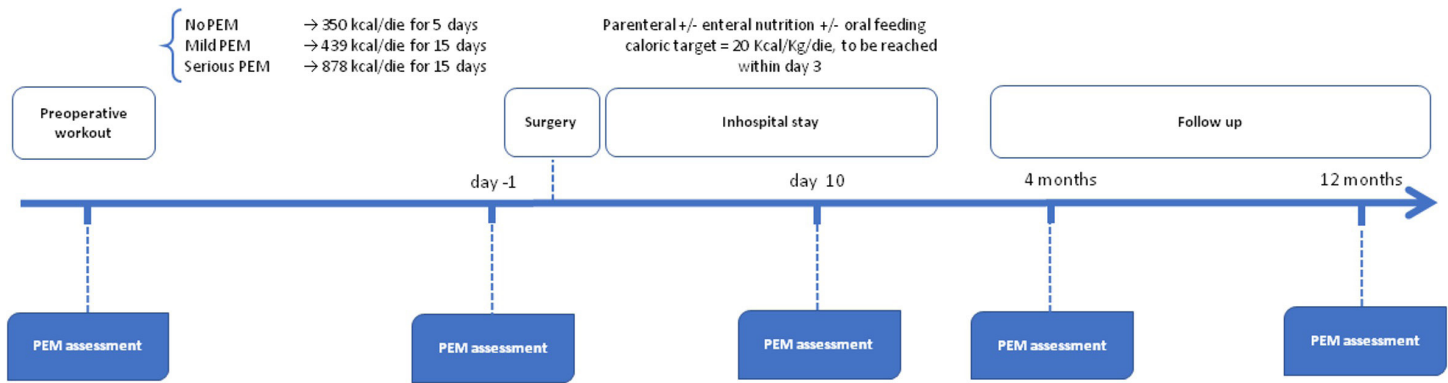 No PEM → 350 kcal/die for 5 days
Mild PEM → 439 kcal/die for 15 days
Serious PEM → 878 kcal/die for 15 days
Parenteral +/- enteral nutrition +/- oral feeding
caloric target = 20 Kcal/Kg/die, to be reached
within day 3
Preoperative
workout
Surgery
Inhospital stay
Follow up
day -1
day 10
4 months
12 months
PEM assessment
PEM assessment
PEM assessment
PEM assessment
PEM assessment